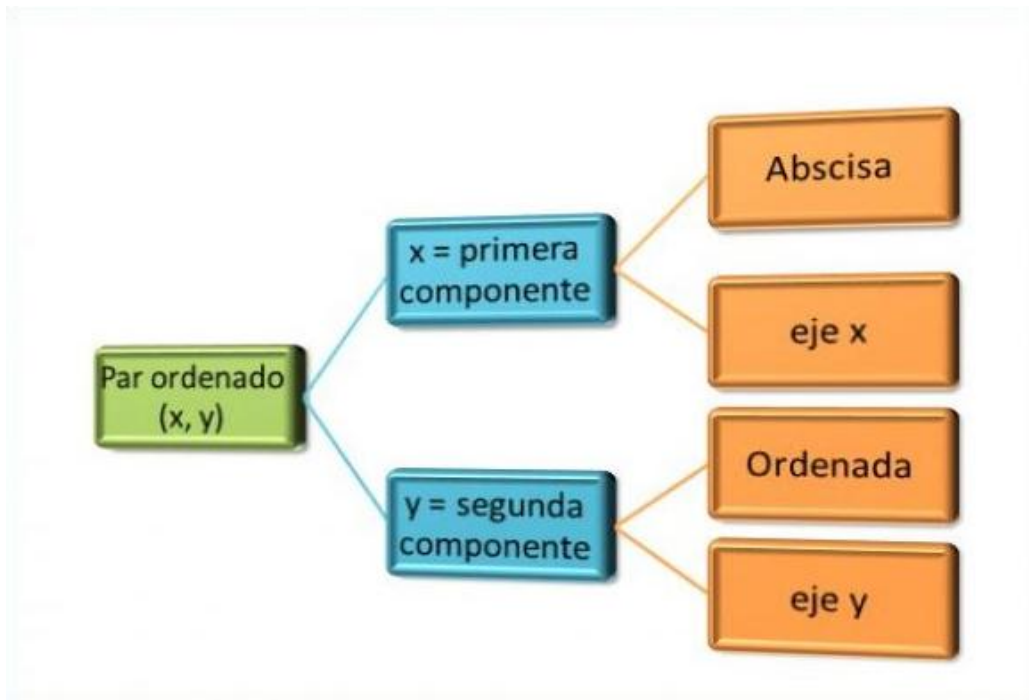 Par ordenado
(x, y)
x = primera
componente
Abscisa
eje x
y = segunda
componente
Ordenada
eje y